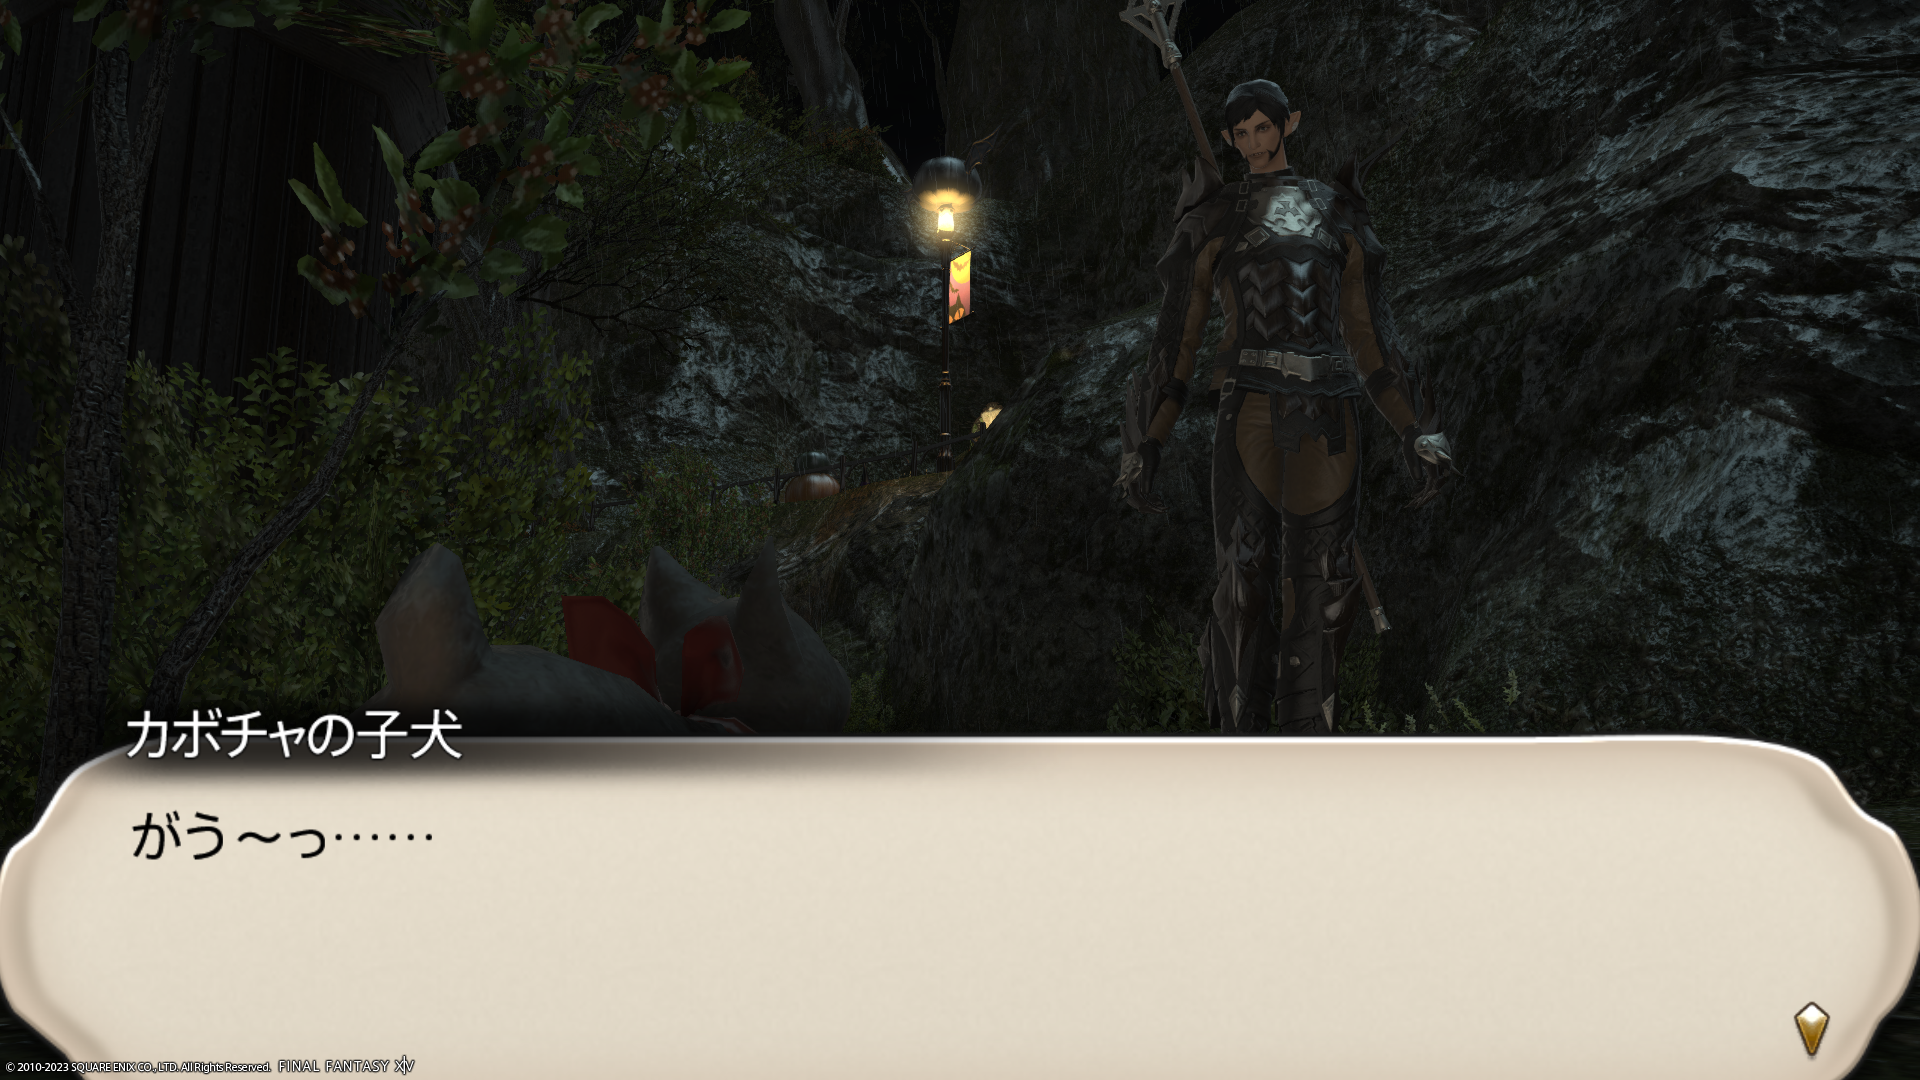 カボチャの子犬
がう～っ……
© 2010-2023 SQUARE ENIX CO., LTD. All Rights Reserved. FINAL FANTASY XIV